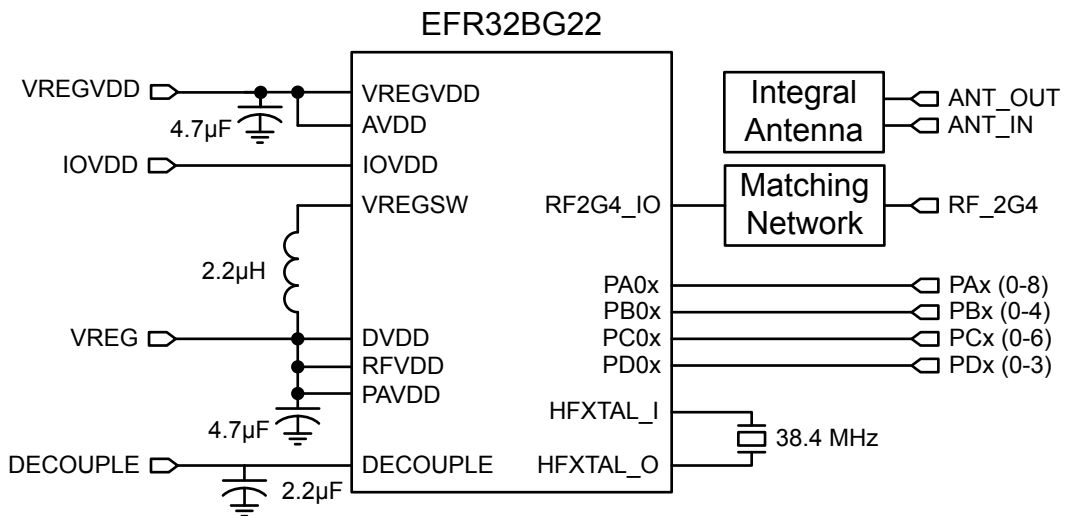 EFR32BG22
VREGVDD
4.7µF
VREGVDD
AVDD
IOVDD
IOVDD
VREGSW
2.2µH
VREG
DVDD
RFVDD
PAVDD
4.7µF
DECOUPLE
DECOUPLE
2.2µF
RF2G4_IO
PA0x
PB0x
PC0x
PD0x
HFXTAL_I
HFXTAL_O
Integral
Antenna
ANT_OUT
ANT_IN
Matching
Network
RF_2G4
PAx (0-8)
PBx (0-4)
PCx (0-6)
PDx (0-3)
38.4 MHz